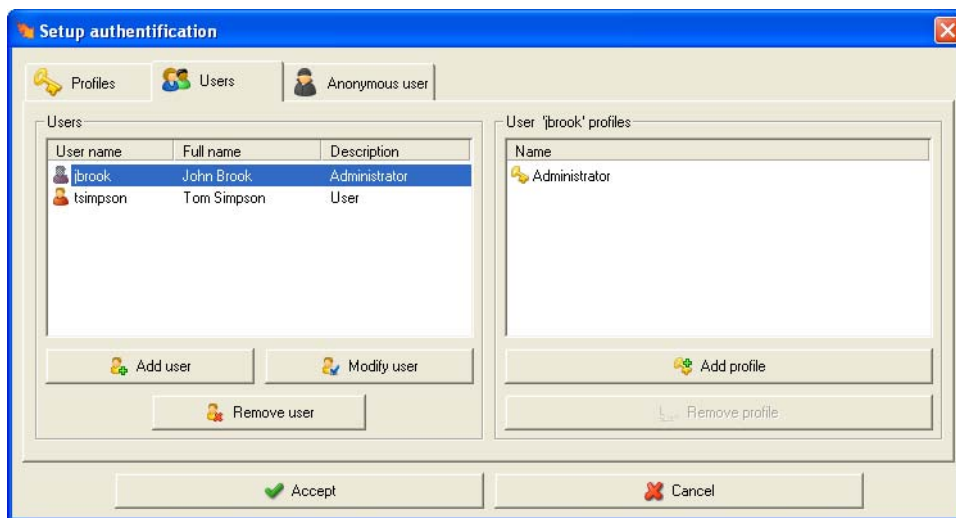 Setup authentification
Profiles Users Anonymous user
Users
User name Full name Description
jbrook John Brook Administrator
tsimpson Tom Simpson User
Add user Modify user
Remove user
User 'jbrook' profiles
Name
Administrator
Add profile
Remove profile
Accept Cancel